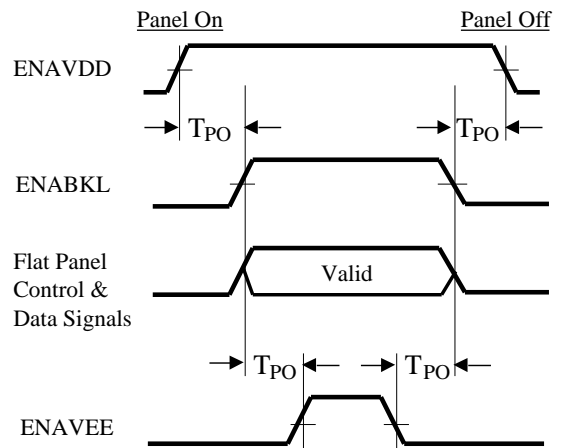 Panel On Panel Off
ENAVDD
TPO TPO
ENABKL
Flat Panel
Control &
Data Signals
Valid
TPO TPO
ENAVEE